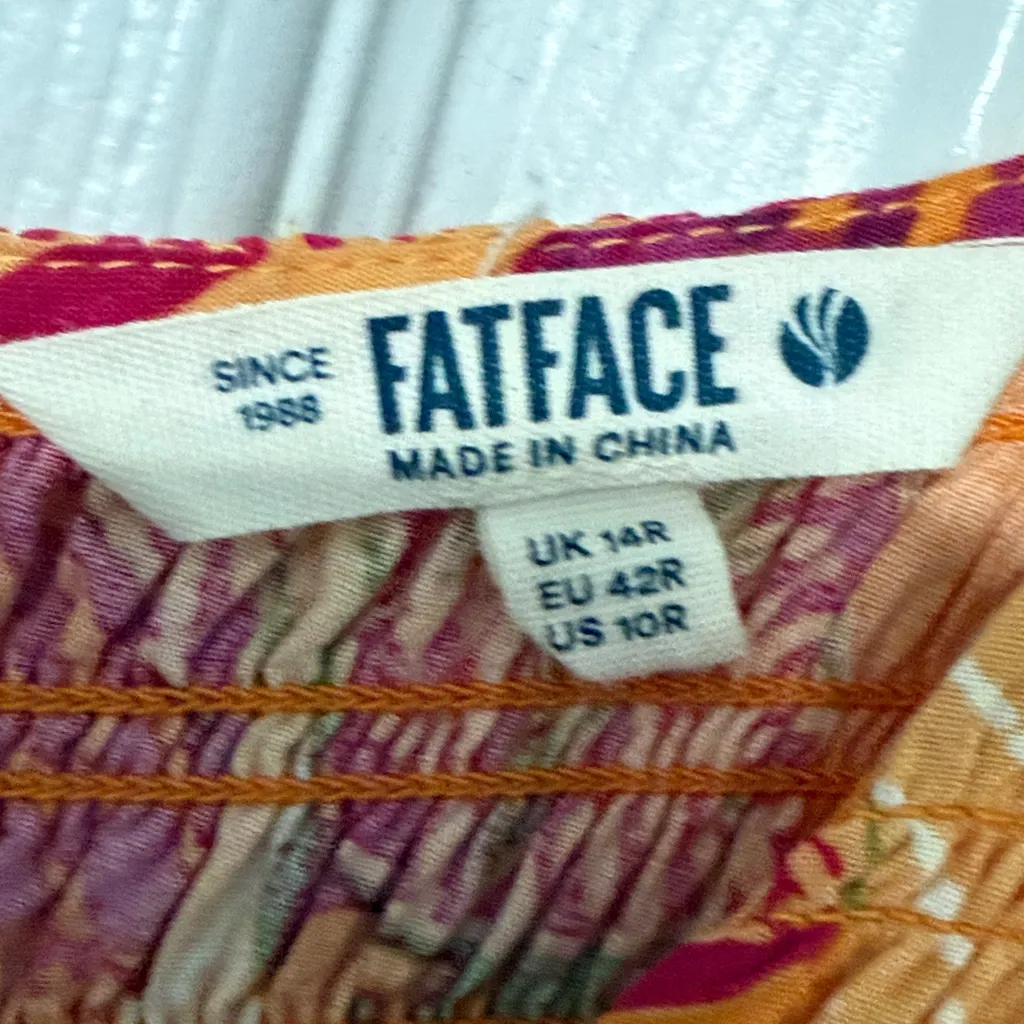 SINCE
1988
FATFACE
MADE IN CHINA
UK 14R
EU 42R
US 10R